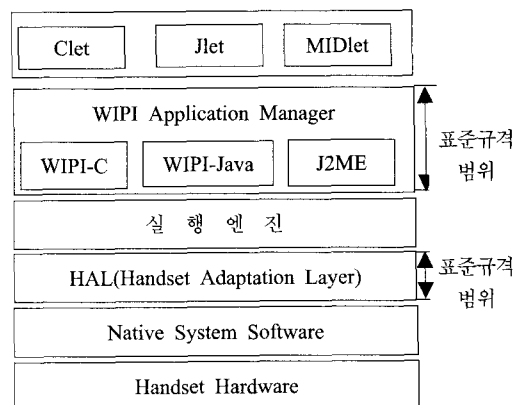 Clet Jlet MIDlet
WIPI Application Manager
WIPI-C WIPI-Java J2ME
표준규격
범위
실 행 엔 진
HAL(Handset Adaptation Layer)
표준규격
범위
Native System Software
Handset Hardware